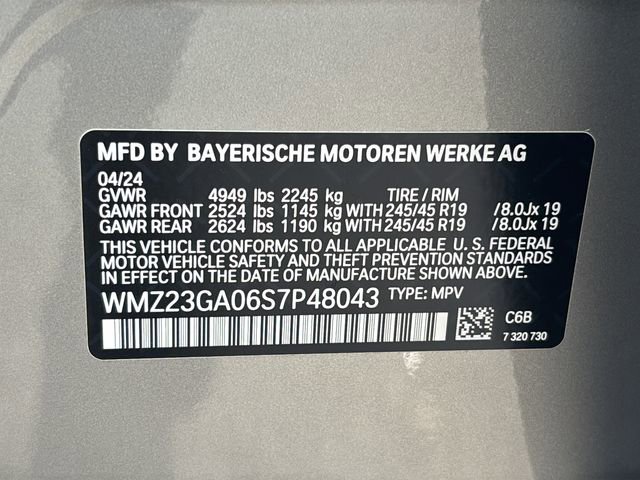 MFD BY BAYERISCHE MOTOREN WERKE AG
04/24
GVWR 4949 lbs 2245 kg TIRE / RIM
GAWR FRONT 2524 lbs 1145 kg WITH 245/45 R19 /8.0Jx 19
GAWR REAR 2624 lbs 1190 kg WITH 245/45 R19 /8.0Jx 19
THIS VEHICLE CONFORMS TO ALL APPLICABLE U. S. FEDERAL
MOTOR VEHICLE SAFETY AND THEFT PREVENTION STANDARDS
IN EFFECT ON THE DATE OF MANUFACTURE SHOWN ABOVE.
WMZ23GA06S7P48043 TYPE: MPV
C6B
7 320 730